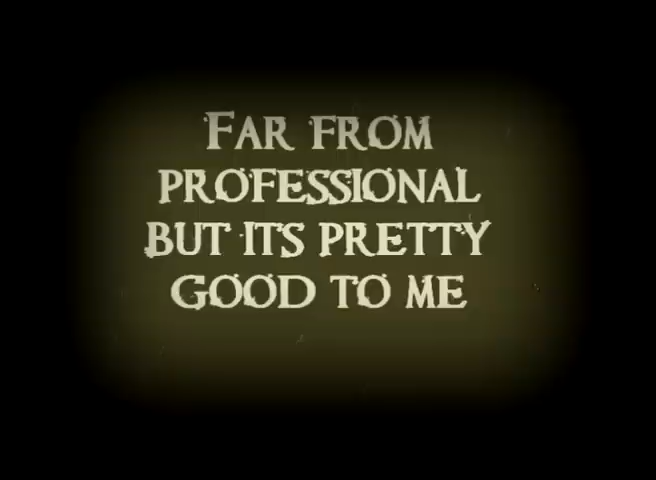 Far from
professional
but its pretty
good to me